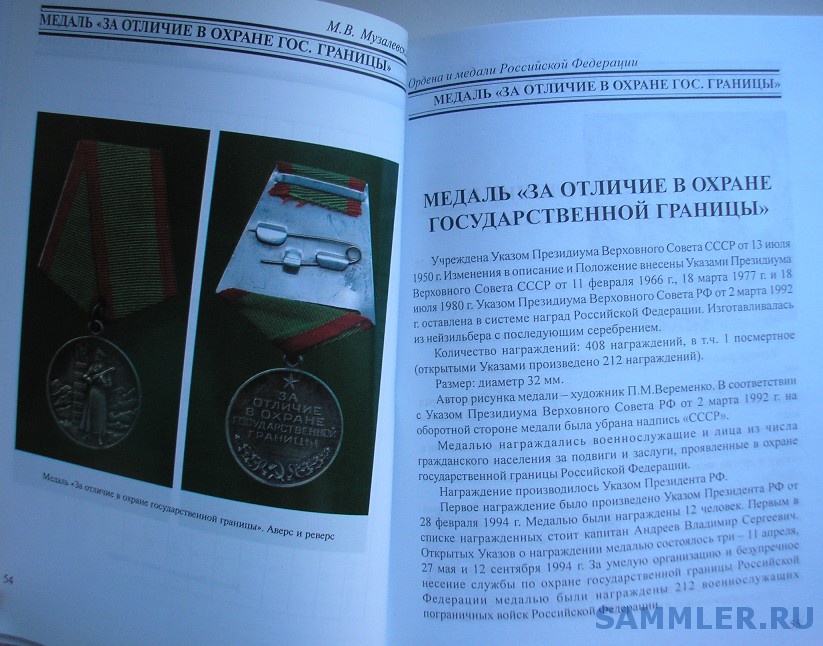 М.В. Музалевс
МЕДАЛЬ «ЗА ОТЛИЧИЕ В ОХРАНЕ ГОС. ГРАНИЦЫ»
ЗА
ОТЛИЧИЕ
В ОХРАНЕ
ГОСУДАРСТВЕННОЙ
ГРАНИЦЫ
Медаль «За отличие в охране государственной границы». Аверс и реверс
54
Ордена и медали Российской Федерации
МЕДАЛЬ «ЗА ОТЛИЧИЕ В ОХРАНЕ ГОС. ГРАНИЦЫ»
МЕДАЛЬ «ЗА ОТЛИЧИЕ В ОХРАНЕ
ГОСУДАРСТВЕННОЙ ГРАНИЦЫ»
Учреждена Указом Президиума Верховного Совета СССР от 13 июля
1950 г. Изменения в описание и Положение внесены Указами Президиума
Верховного Совета СССР от 11 февраля 1966 г., 18 марта 1977 г. и 18
июля 1980 г. Указом Президиума Верховного Совета РФ от 2 марта 1992
г. оставлена в системе наград Российской Федерации. Изготавливалась
из нейзильбера с последующим серебрением.
Количество награждений: 408 награждений, в т.ч. 1 посмертное
(открытыми Указами произведено 212 награждений).
Размер: диаметр 32 мм.
Автор рисунка медали – художник П.М.Веременко. В соответствии
с Указом Президиума Верховного Совета РФ от 2 марта 1992 г. на
оборотной стороне медали была убрана надпись «СССР».
Медалью награждались военнослужащие и лица из числа
гражданского населения за подвиги и заслуги, проявленные в охране
государственной границы Российской Федерации.
Награждение производилось Указом Президента РФ.
Первое награждение было произведено Указом Президента РФ от
28 февраля 1994 г. Медалью были награждены 12 человек. Первым в
списке награжденных стоит капитан Андреев Владимир Сергеевич.
Открытых Указов о награждении медалью состоялось три – 11 апреля,
27 мая и 12 сентября 1994 г. За умелую организацию и безупречное
несение службы по охране государственной границы Российской
Федерации медалью были награждены 212 военнослужащих
пограничных войск Российской Федерации.
SAMMLER.RU